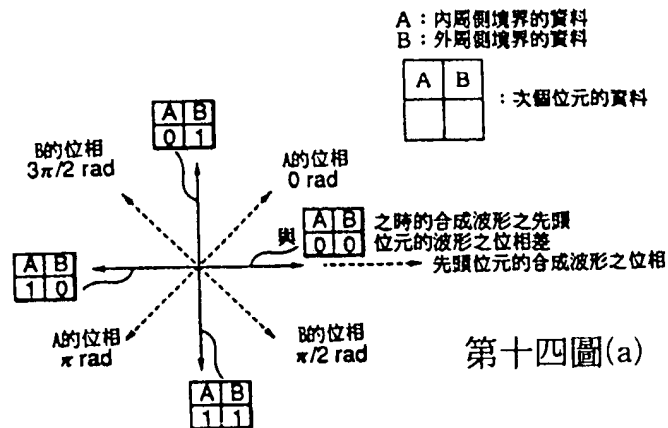 A：內周側境界的資料
B：外周側境界的資料
A B
：次個位元的資料
A B
0 1
B的位相
3π/2 rad
A的位相
0 rad
與
A B
0 0
之時的合成波形之先頭
位元的波形之位相差
先頭位元的合成波形之位相
A B
1 0
A的位相
π rad
B的位相
π/2 rad
A B
1 1
第十四圖(a)